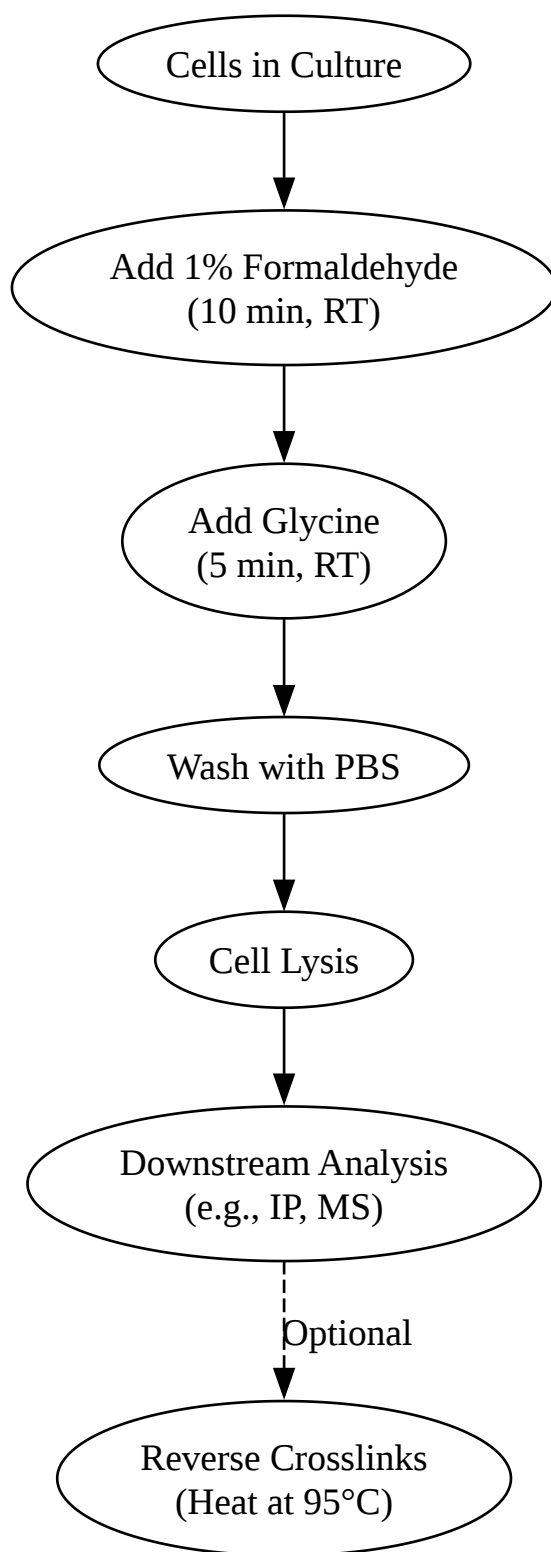 Cells in Culture
Add 1% Formaldehyde
(10 min, RT)
Add Glycine
(5 min, RT)
Wash with PBS
Cell Lysis
Downstream Analysis
(e.g., IP, MS)
Optional
Reverse Crosslinks
(Heat at 95°C)